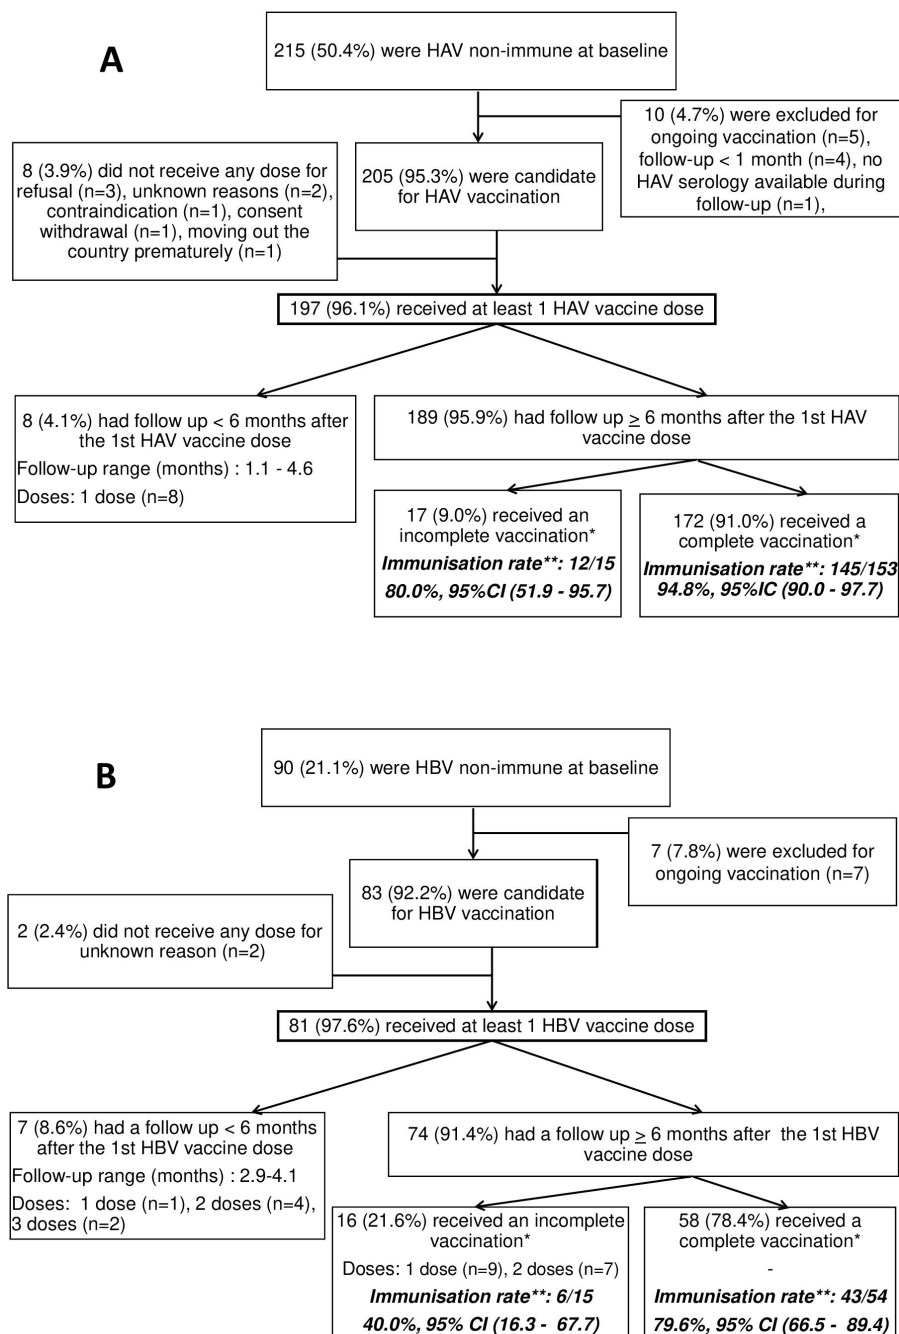 A
215 (50.4%) were HAV non-immune at baseline
10 (4.7%) were excluded for
ongoing vaccination (n=5),
follow-up < 1 month (n=4), no
HAV serology available during
follow-up (n=1),
8 (3.9%) did not receive any dose for
refusal (n=3), unknown reasons (n=2),
contraindication (n=1), consent
withdrawal (n=1), moving out the
country prematurely (n=1)
205 (95.3%) were candidate
for HAV vaccination
197 (96.1%) received at least 1 HAV vaccine dose
8 (4.1%) had follow up < 6 months after
the 1st HAV vaccine dose
Follow-up range (months) : 1.1 - 4.6
Doses: 1 dose (n=8)
189 (95.9%) had follow up ≥ 6 months after the 1st HAV
vaccine dose
17 (9.0%) received an
incomplete vaccination*
Immunisation rate**: 12/15
80.0%, 95%CI (51.9 - 95.7)
172 (91.0%) received a
complete vaccination*
Immunisation rate**: 145/153
94.8%, 95%IC (90.0 - 97.7)
B
90 (21.1%) were HBV non-immune at baseline
7 (7.8%) were excluded for
ongoing vaccination (n=7)
83 (92.2%) were candidate
for HBV vaccination
2 (2.4%) did not receive any dose for
unknown reason (n=2)
81 (97.6%) received at least 1 HBV vaccine dose
7 (8.6%) had a follow up < 6 months
after the 1st HBV vaccine dose
Follow-up range (months) : 2.9-4.1
Doses: 1 dose (n=1), 2 doses (n=4),
3 doses (n=2)
74 (91.4%) had a follow up ≥ 6 months after the 1st HBV
vaccine dose
16 (21.6%) received an incomplete
vaccination*
Doses: 1 dose (n=9), 2 doses (n=7)
Immunisation rate**: 6/15
40.0%, 95% CI (16.3 - 67.7)
58 (78.4%) received a
complete vaccination*
-
Immunisation rate**: 43/54
79.6%, 95% CI (66.5 - 89.4)